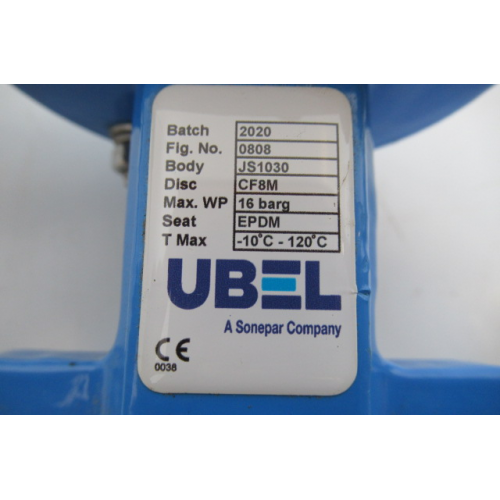 Batch 2020
Fig. No. 0808
Body JS1030
Disc CF8M
Max. WP 16 barg
Seat EPDM
T Max -10°C - 120°C
UBEL
A Sonepar Company
CE
0038